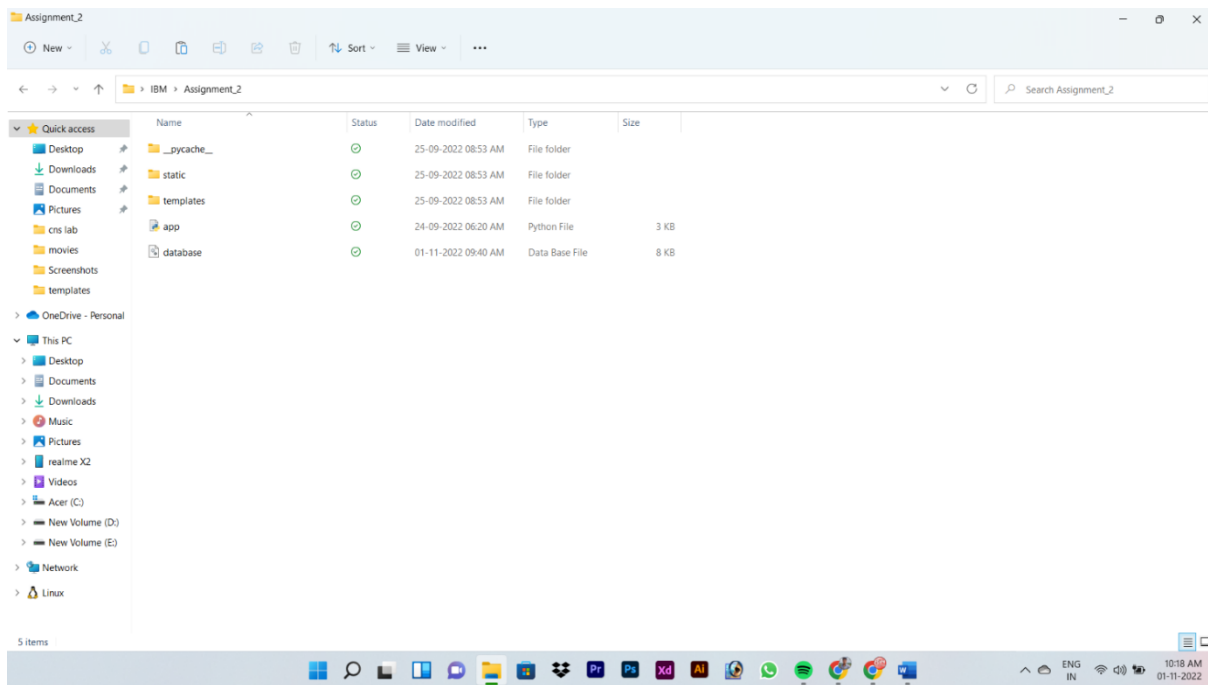 Assignment_2
New Sort View
IBM > Assignment_2 Search Assignment_2
Name Status Date modified Type Size
Quick access
Desktop
Downloads
Documents
Pictures
cns lab
movies
Screenshots
templates
OneDrive - Personal
This PC
Desktop
Documents
Downloads
Music
Pictures
realme X2
Videos
Acer (C:)
New Volume (D:)
New Volume (E:)
Network
Linux
__pycache__ 25-09-2022 08:53 AM File folder
static 25-09-2022 08:53 AM File folder
templates 25-09-2022 08:53 AM File folder
app 24-09-2022 06:20 AM Python File 3 KB
database 01-11-2022 09:40 AM Data Base File 8 KB
5 items
Pr Ps Xd Ai W
ENG
IN
10:18 AM
01-11-2022